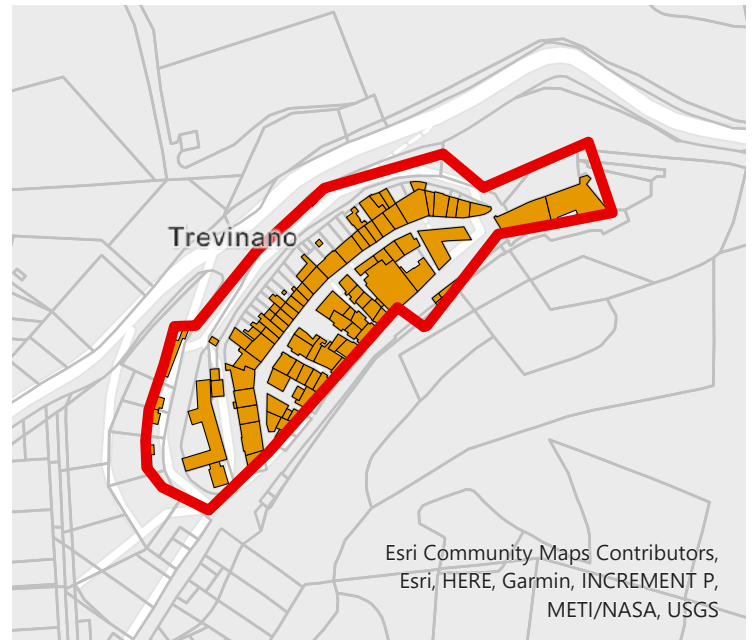 Trevinano
Esri Community Maps Contributors,
Esri, HERE, Garmin, INCREMENT P,
METI/NASA, USGS